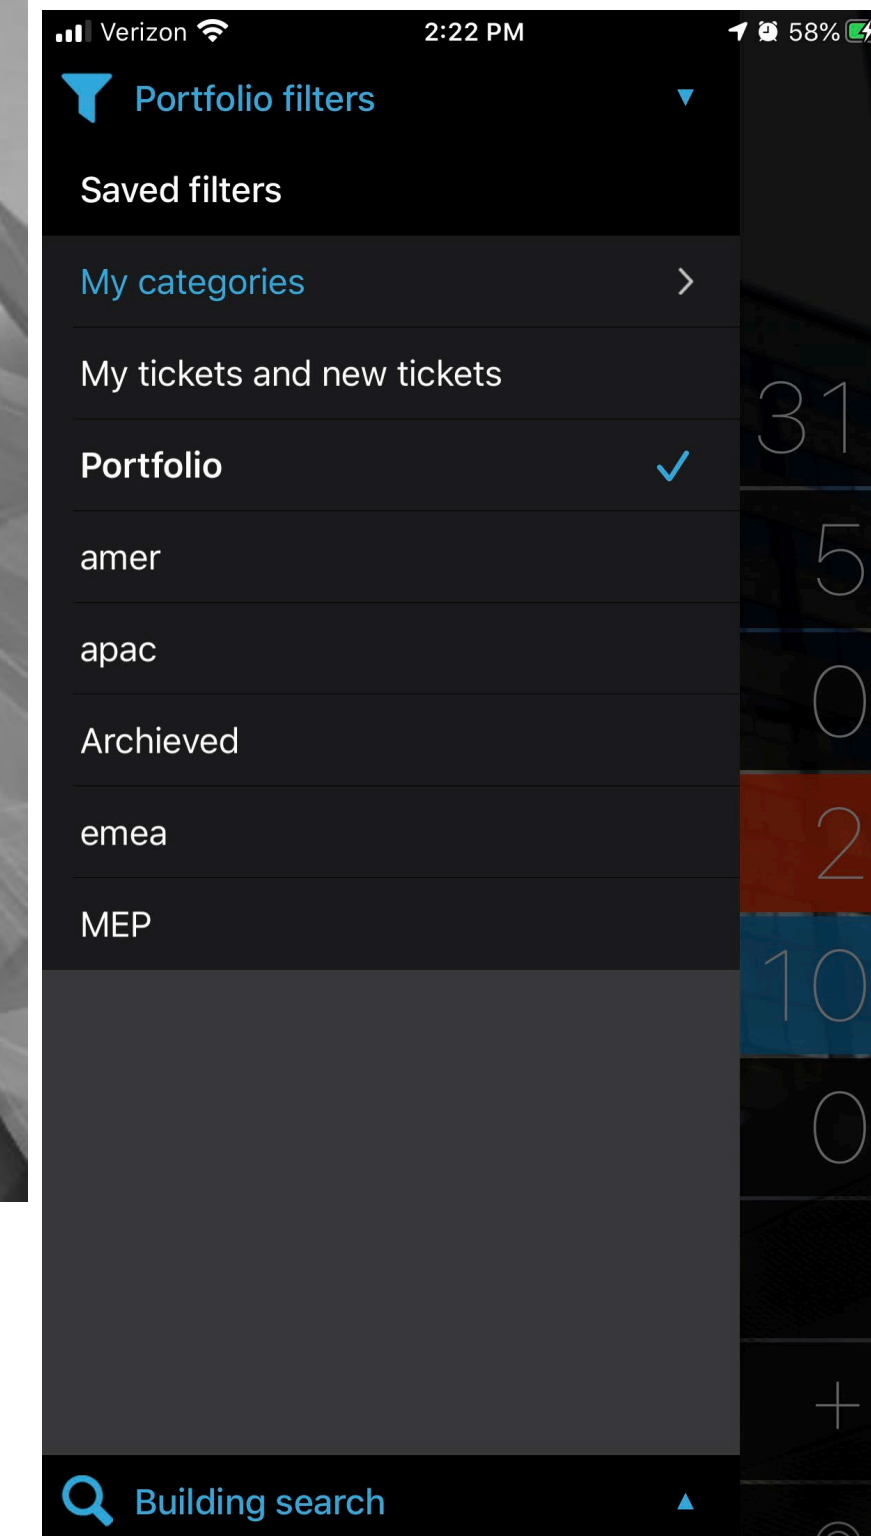 Verizon 2:22 PM 58%
Portfolio filters ▼
Saved filters
My categories
My tickets and new tickets
Portfolio
amer
apac
Archieved
emea
MEP
Building search ▲
31
5
0
2
10
0
+